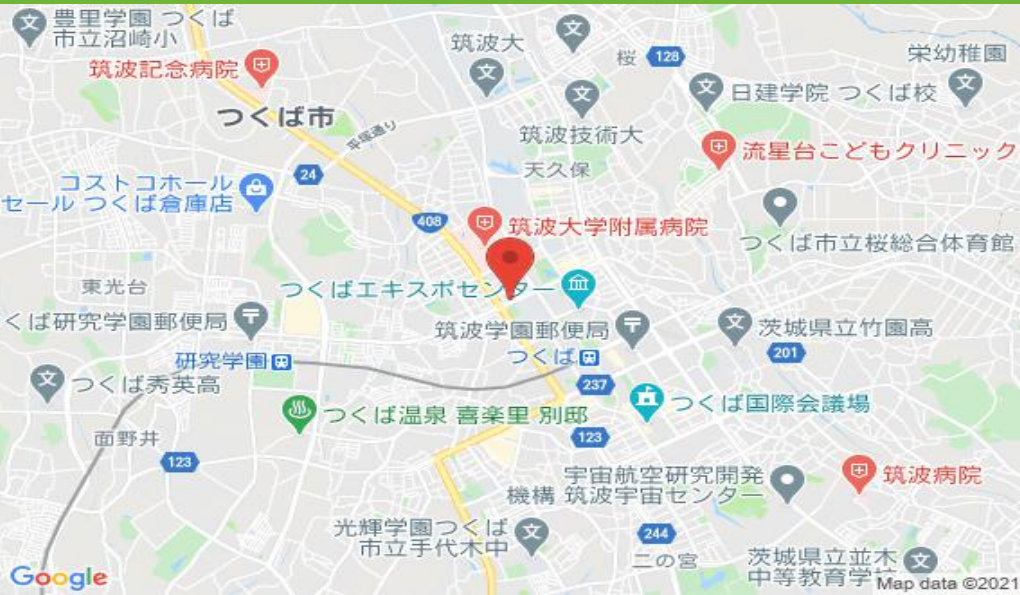 豊里学園 つくば
市立沼崎小
筑波大
桜
128
栄幼稚園
筑波記念病院
日建学院 つくば校
つくば市
平塚通り
筑波技術大
流星台こどもクリニック
天久保
24
コストコホール
セール つくば倉庫店
408
筑波大学附属病院
つくば市立桜総合体育館
東光台
つくばエキスポセンター
くば研究学園郵便局
筑波学園郵便局
茨城県立竹園高
研究学園
つくば
201
つくば秀英高
237
つくば国際会議場
つくば温泉 喜楽里 別邸
面野井
123
123
宇宙航空研究開発
機構 筑波宇宙センター
筑波病院
光輝学園つくば
市立手代木中
244
二の宮
茨城県立並木
中等教育学
Google
Map data ©2021